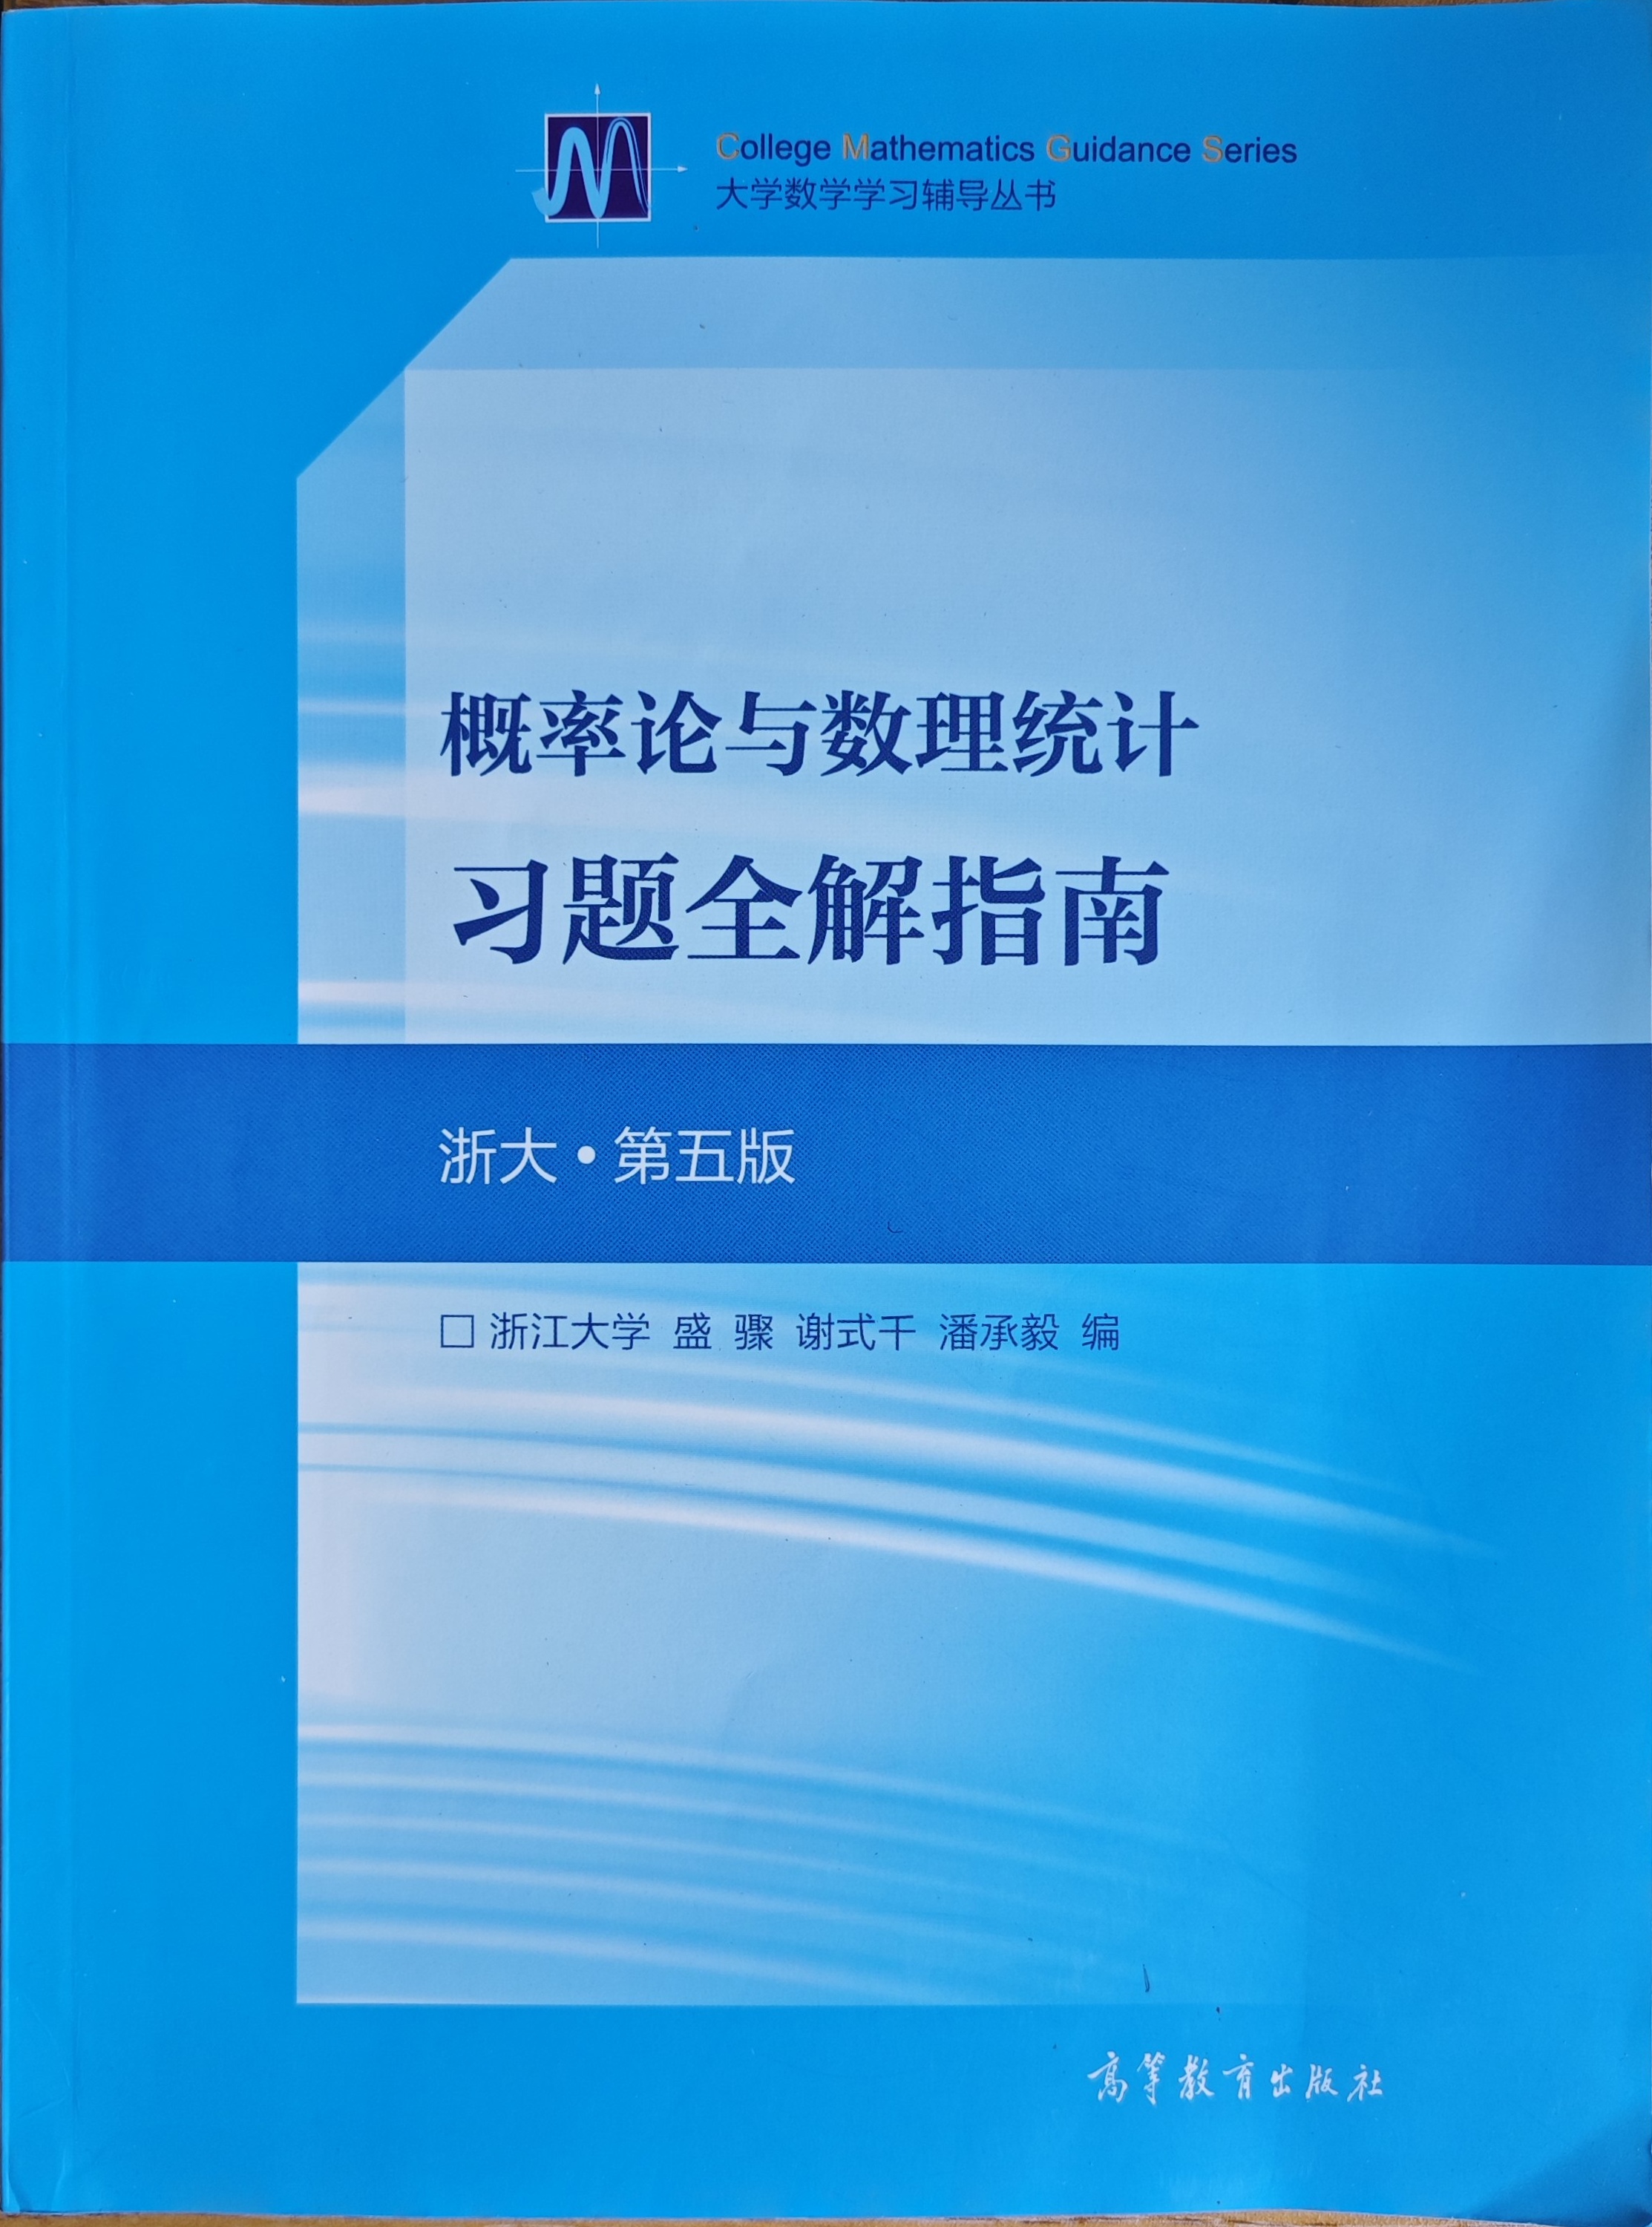 College Mathematics Guidance Series
大学数学学习辅导丛书
概率论与数理统计
习题全解指南
浙大·第五版
□ 浙江大学 盛 骤 谢式千 潘承毅 编
高等教育出版社